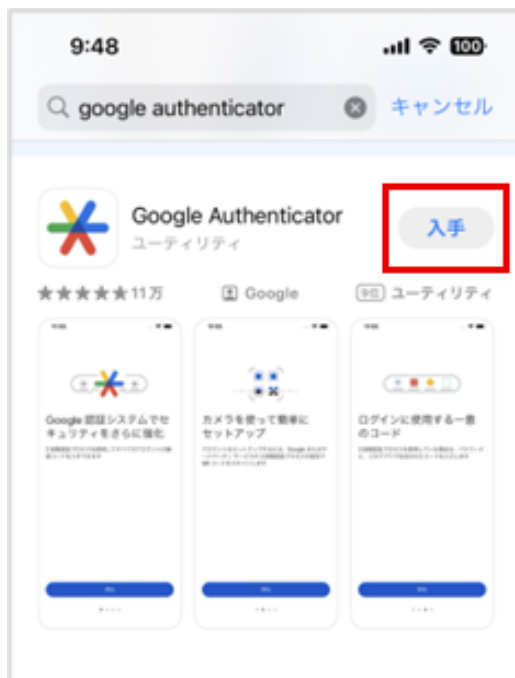 9:48
100
google authenticator
キャンセル
Google Authenticator
ユーティリティ
入手
★★★★★11万
Google
9位 ユーティリティ
Google 認証システムでセ
キュリティをさらに強化
カメラを使って簡単に
セットアップ
ログインに使用する一意
のコード